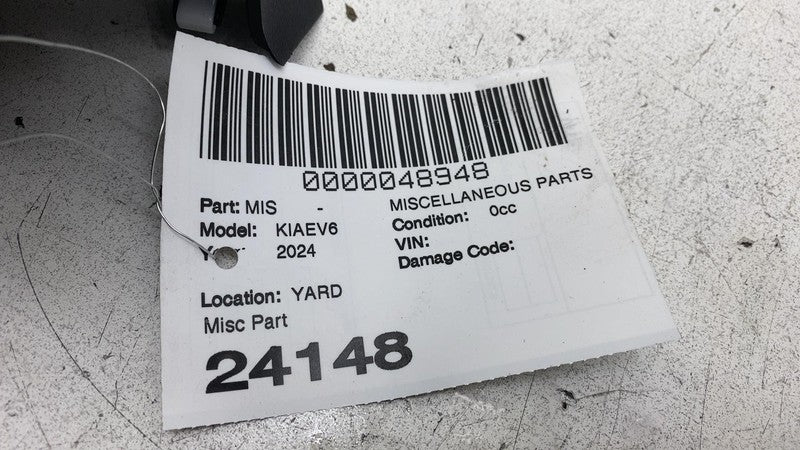 0000048948
Part: MIS - MISCELLANEOUS PARTS
Model: KIAEV6 Condition: 0cc
2024 VIN:
Damage Code:
Location: YARD
Misc Part
24148